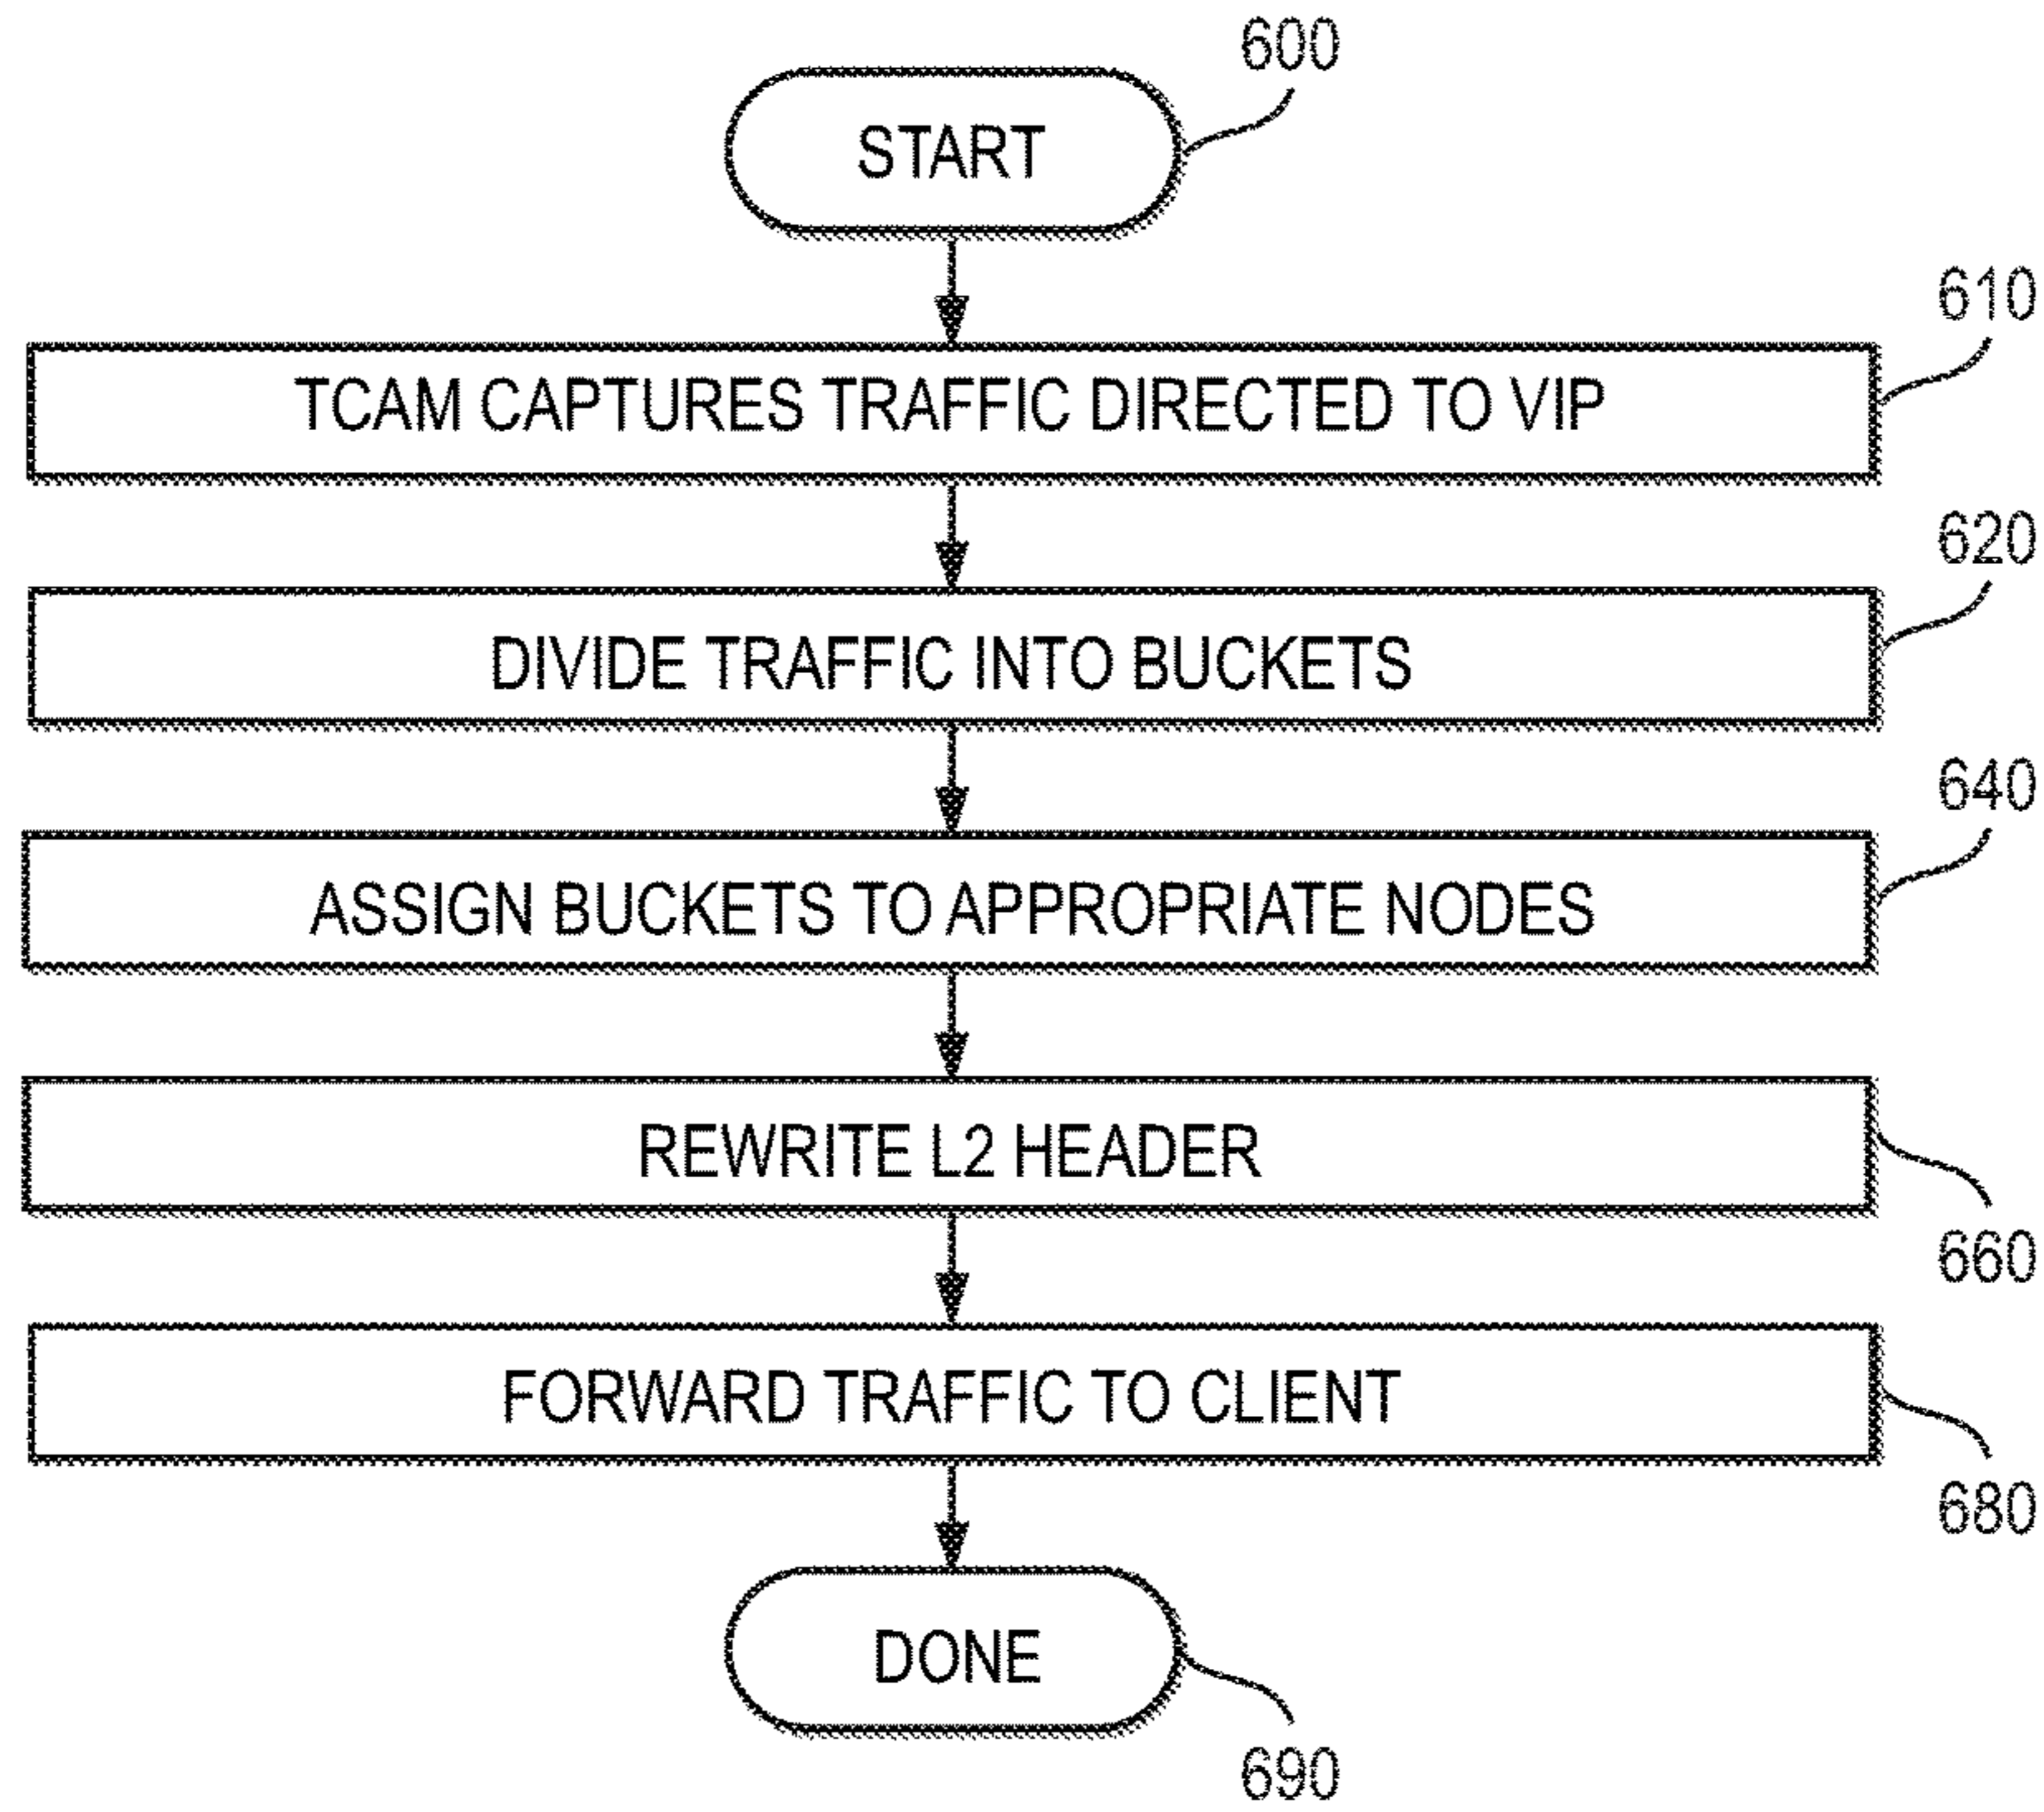 600
START
610
TCAM CAPTURES TRAFFIC DIRECTED TO VIP
620
DIVIDE TRAFFIC INTO BUCKETS
640
ASSIGN BUCKETS TO APPROPRIATE NODES
REWRITE L2 HEADER
660
FORWARD TRAFFIC TO CLIENT
680
DONE
690